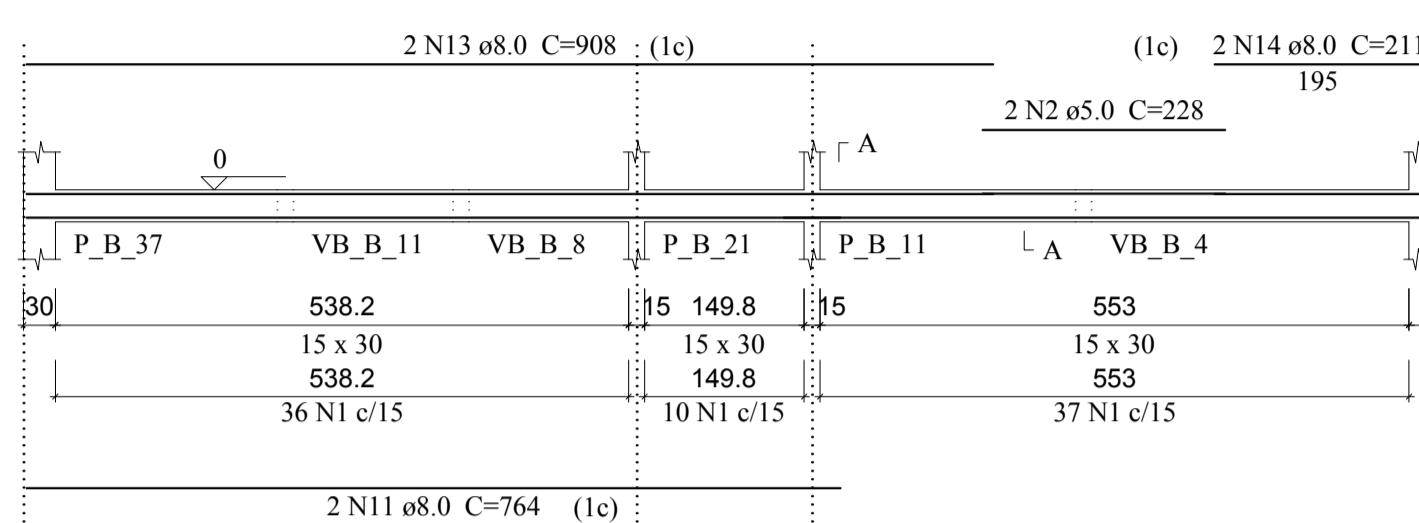 2 N13 ø8.0 C=908 (1c) (1c) 2 N14 ø8.0 C=211
195
2 N2 ø5.0 C=228
A
0
P_B_37 VB_B_11 VB_B_8 P_B_21 P_B_11 A VB_B_4
30 538.2 15 149.8 15 553
15 x 30 15 x 30 15 x 30
538.2 149.8 553
36 N1 c/15 10 N1 c/15 37 N1 c/15
2 N11 ø8.0 C=764 (1c)